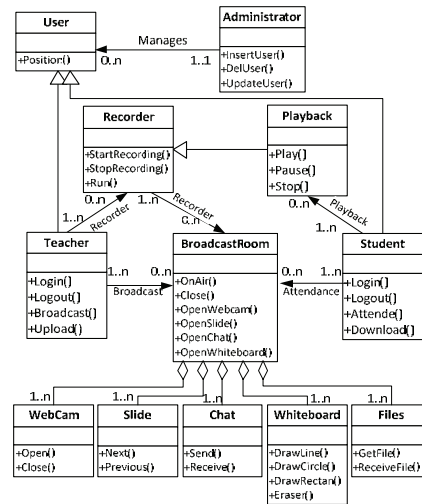 User
+Position()
Administrator
+InsertUser()
+DelUser()
+UpdateUser()
Manages
0..n
1..1
Recorder
+StartRecording()
+StopRecording()
+Run()
Playback
+Play()
+Pause()
+Stop()
0..n
1..n
0..n
1..n
Recorder
Recorder
0..n
Playback
1..n
Teacher
+Login()
+Logout()
+Broadcast()
+Upload()
1..n
0..n
Broadcast
BroadcastRoom
+OnAir()
+Close()
+OpenWebcam()
+OpenSlide()
+OpenChat()
+OpenWhiteboard()
0..n
1..n
Attendance
Student
+Login()
+Logout()
+Attende()
+Download()
1..n
1..n
1..n
1..n
1..n
WebCam
+Open()
+Close()
Slide
+Next()
+Previous()
Chat
+Send()
+Receive()
Whiteboard
+DrawLine()
+DrawCircle()
+DrawRectan()
+Eraser()
Files
+GetFile()
+ReceiveFile()